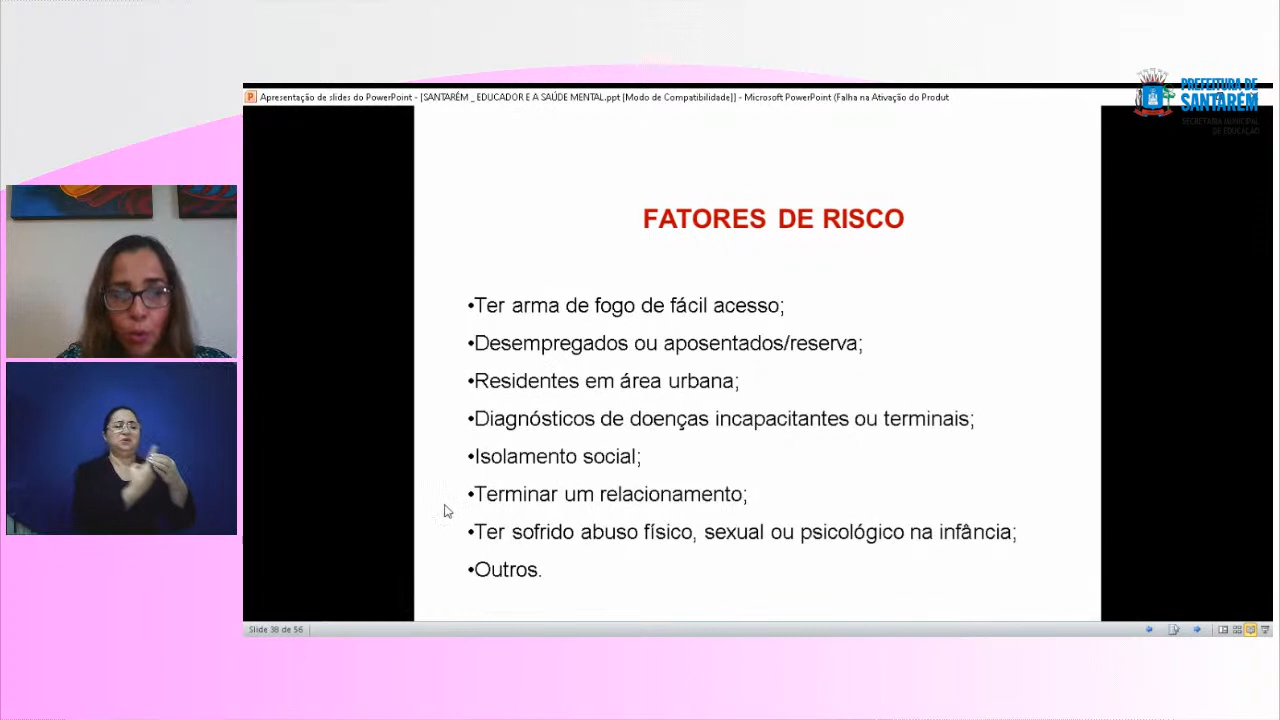 Apresentação de slides do PowerPoint - [SANTARÉM _ EDUCADOR E A SAÚDE MENTAL.ppt [Modo de Compatibilidade]] - Microsoft PowerPoint (Falha na Ativação do Produt
PREFEITURA DE
SANTARÉM
SECRETARIA MUNICIPAL
DE EDUCAÇÃO
FATORES DE RISCO
•Ter arma de fogo de fácil acesso;
•Desempregados ou aposentados/reserva;
•Residentes em área urbana;
•Diagnósticos de doenças incapacitantes ou terminais;
•Isolamento social;
•Terminar um relacionamento;
•Ter sofrido abuso físico, sexual ou psicológico na infância;
•Outros.
Slide 38 de 56